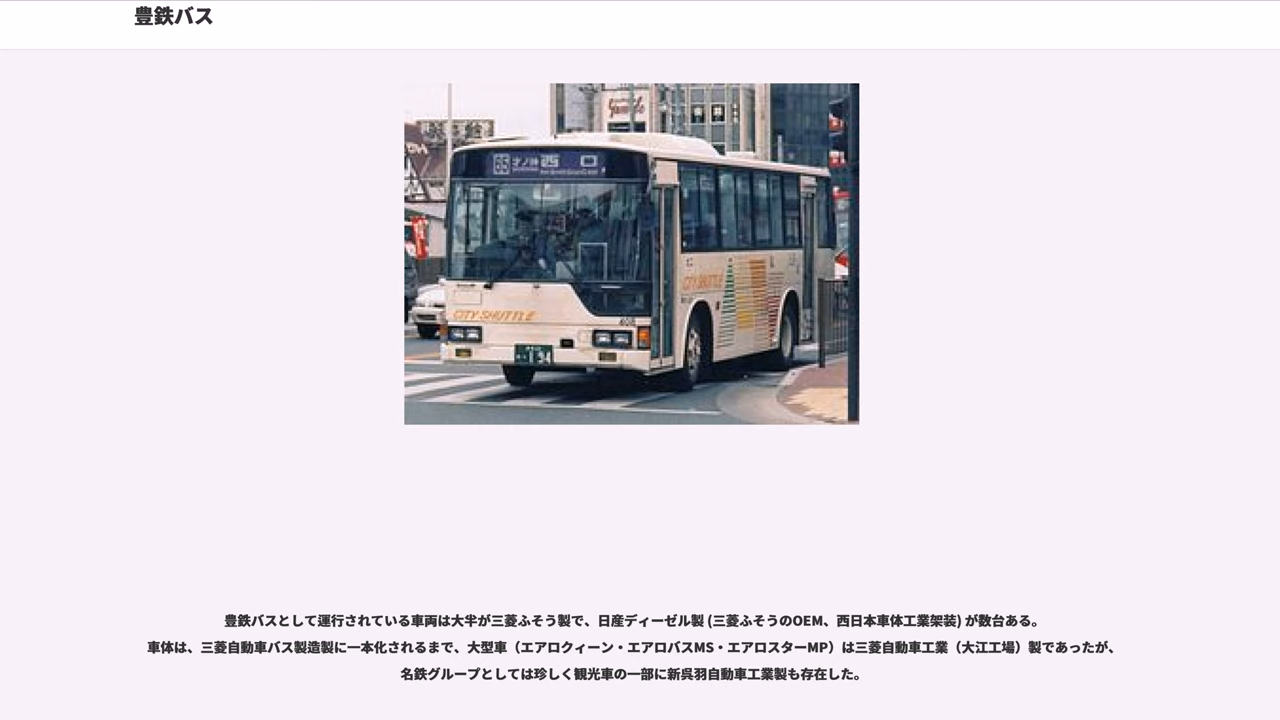 豊鉄バス
西 口
CITY SHUTTLE
CITY SHUTTLE
1 94
豊鉄バスとして運行されている車両は大半が三菱ふそう製で、日産ディーゼル製 (三菱ふそうのOEM、西日本車体工業架装) が数台ある。
車体は、三菱自動車バス製造製に一本化されるまで、大型車（エアロクィーン・エアロバスMS・エアロスターMP）は三菱自動車工業（大江工場）製であったが、
名鉄グループとしては珍しく観光車の一部に新呉羽自動車工業製も存在した。